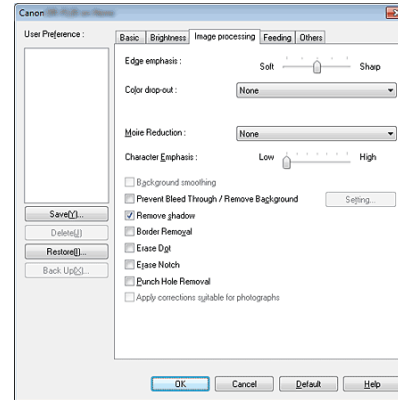 Canon
User Preference :
Basic Brightness Image processing Feeding Others
Edge emphasis :
Soft Sharp
Color drop-out : None
Moire Reduction : None
Character Emphasis : Low High
Background smoothing
Prevent Bleed Through / Remove Background Setting...
Remove shadow
Border Removal
Erase Dot
Erase Notch
Punch Hole Removal
Apply corrections suitable for photographs
Save(Y)...
Delete(J)
Restore(I)...
Back Up(X)...
OK Cancel Default Help